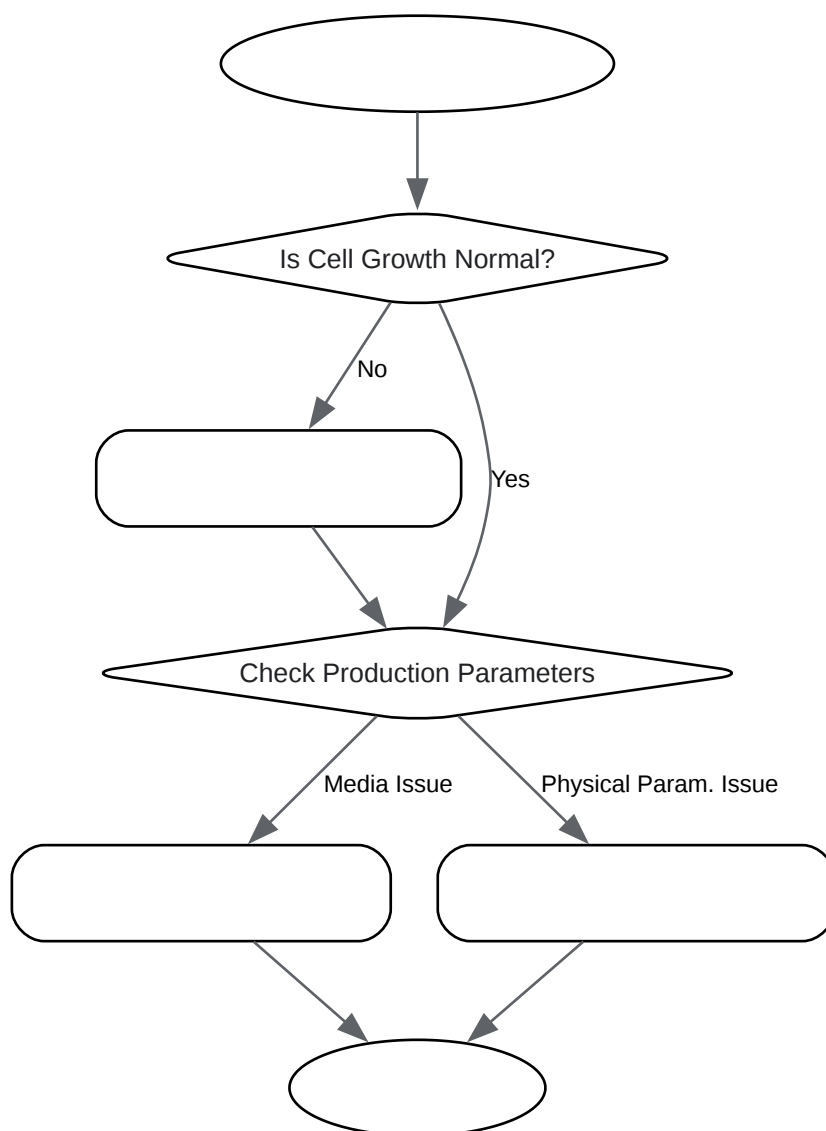 Is Cell Growth Normal?
No
Yes
Check Production Parameters
Media Issue
Physical Param. Issue